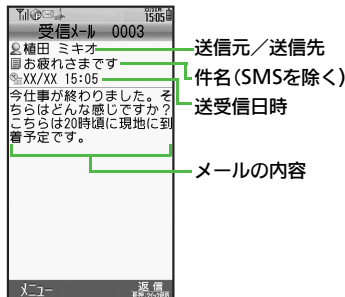 15:05
受信メール 0003
植田 ミキオ
送信元／送信先
お疲れさまです
件名(SMSを除く)
XX/XX 15:05
送受信日時
今仕事が終わりました。そ
ちらはどんな感じですか？
こちらは20時頃に現地に到
着予定です。
メールの内容
メニュー
返信